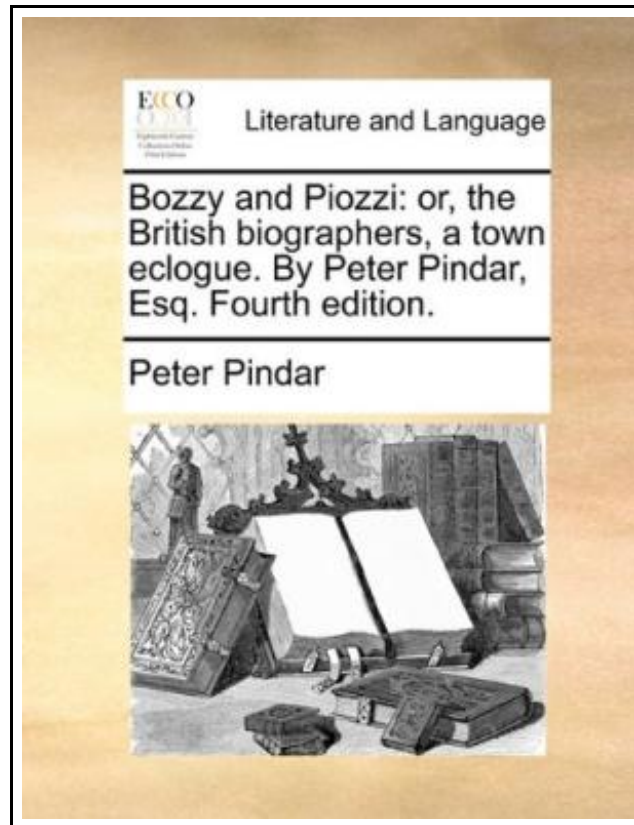 ECCO
Literature and Language
Bozzy and Piozzi: or, the
British biographers, a town
eclogue. By Peter Pindar,
Esq. Fourth edition.
Peter Pindar